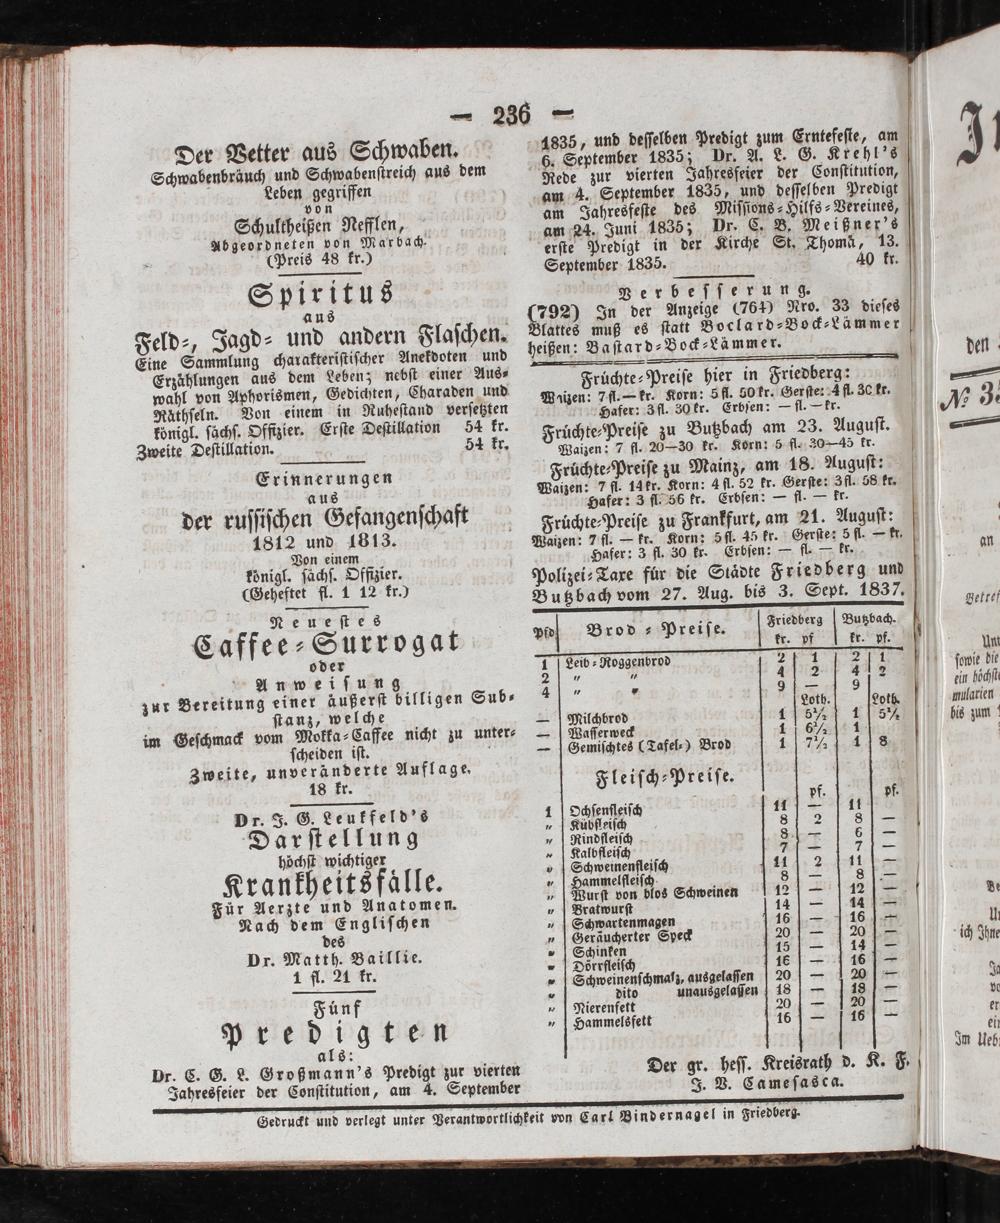 — 236 —
Der Vetter aus Schwaben.
Schwabenbräuch und Schwabenstreich aus dem
Leben gegriffen
von
Schultheißen Nefflen,
Abgeordneten von Marbach.
(Preis 48 kr.)
Spiritus
aus
Feld-, Jagd- und andern Flaschen.
Eine Sammlung charakteristischer Anekdoten und
Erzählungen aus dem Leben; nebst einer Aus-
wahl von Aphorismen, Gedichten, Charaden und
Räthseln. Von einem in Ruhestand versetzten
königl. sächs. Offizier. Erste Destillation 54 kr.
Zweite Destillation. 54 kr.
Erinnerungen
aus
der russischen Gefangenschaft
1812 und 1813.
Von einem
königl. sächs. Offizier.
(Geheftet fl. 1 12 kr.)
Neuestes
Caffee-Surrogat
oder
Anweisung
zur Bereitung einer äußerst billigen Sub-
stanz, welche
im Geschmack vom Mokka-Caffee nicht zu unter-
scheiden ist.
Zweite, unveränderte Auflage.
18 kr.
Dr. J. G. Leukfeld's
Darstellung
höchst wichtiger
Krankheitsfälle.
Für Aerzte und Anatomen.
Nach dem Englischen
des
Dr. Matth. Baillie.
1 fl. 21 kr.
Fünf
Predigten
als:
Dr. C. G. L. Großmann's Predigt zur vierten
Jahresfeier der Constitution, am 4. September
1835, und desselben Predigt zum Erntefeste, am
6. September 1835; Dr. A. L. G. Krehl's
Rede zur vierten Jahresfeier der Constitution,
am 4. September 1835, und desselben Predigt
am Jahresfeste des Missions-Hilfs-Vereines,
am 24. Juni 1835; Dr. C. B. Meißner's
erste Predigt in der Kirche St. Thomä, 13.
September 1835. 40 kr.
Verbesserung.
(792) In der Anzeige (764) Nro. 33 dieses
Blattes muß es statt Boclard-Bock-Lämmer
heißen: Bastard-Bock-Lämmer.
Früchte-Preise hier in Friedberg:
Waizen: 7 fl. — kr. Korn: 5 fl. 50 kr. Gerste: 4 fl. 30 kr.
Hafer: 3 fl. 30 kr. Erbsen: — fl. — kr.
Früchte-Preise zu Butzbach am 23. August.
Waizen: 7 fl. 20—30 kr. Korn: 5 fl. 30—45 kr.
Früchte-Preise zu Mainz, am 18. August:
Waizen: 7 fl. 14 kr. Korn: 4 fl. 52 kr. Gerste: 3 fl. 58 kr.
Hafer: 3 fl. 56 kr. Erbsen: — fl. — kr.
Früchte-Preise zu Frankfurt, am 21. August:
Waizen: 7 fl. — kr. Korn: 5 fl. 45 kr. Gerste: 5 fl. — kr.
Hafer: 3 fl. 30 kr. Erbsen: — fl. — kr.
Polizei-Taxe für die Städte Friedberg und
Butzbach vom 27. Aug. bis 3. Sept. 1837.
Pfd Brod-Preise. Friedberg Butzbach.
kr. pf kr. pf.
1 Leib-Roggenbrod 2 1 2 1
2 " " 4 2 4 2
4 " " 9 — 9
Loth. Loth.
— Milchbrod 1 5½ 1 5½
— Wasserweck 1 6½ 1
— Gemischtes (Tafel-) Brod 1 7½ 1 8
Fleisch-Preise.
pf. pf.
1 Ochsenfleisch 11 — 11 —
" Kühfleisch 8 2 8 —
" Rindfleisch 8 — 6 —
" Kalbfleisch 7 — 7 —
" Schweinenfleisch 11 2 11 —
" Hammelfleisch 8 — 8 —
" Wurst von blos Schweinen 12 — 12 —
" Bratwurst 14 — 14 —
" Schwartenmagen 16 — 16 —
" Geräucherter Speck 20 — 20 —
" Schinken 15 — 14 —
" Dörrfleisch 16 — 16 —
" Schweinenschmalz, ausgelassen 20 — 20 —
" dito unausgelassen 18 — 18 —
" Nierenfett 20 — 20 —
" Hammelsfett 16 — 16 —
Der gr. hess. Kreisrath d. K. F.
J. V. Camesasca.
Gedruckt und verlegt unter Verantwortlichkeit von Carl Bindernagel in Friedberg.
den
№ 35
an
Betref
sowie die
ein höchst
mularien
bis zum
ich Ihne
Im Ueb